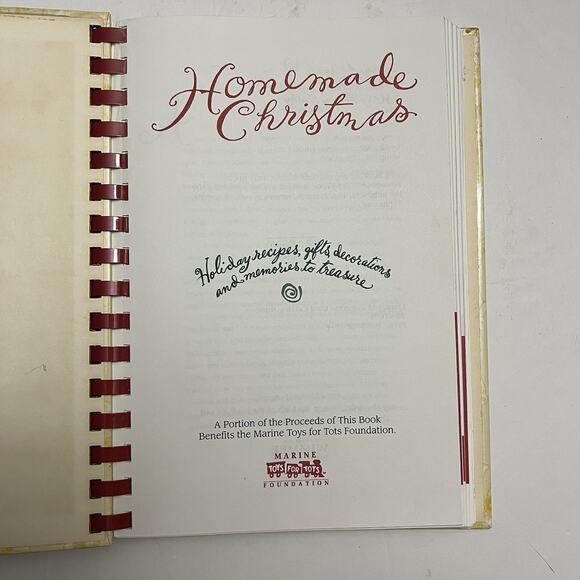 Homemade
Christmas
Holiday recipes, gifts, decorations
and memories to treasure
A Portion of the Proceeds of This Book
Benefits the Marine Toys for Tots Foundation.
MARINE
TOYS FOR TOTS
FOUNDATION